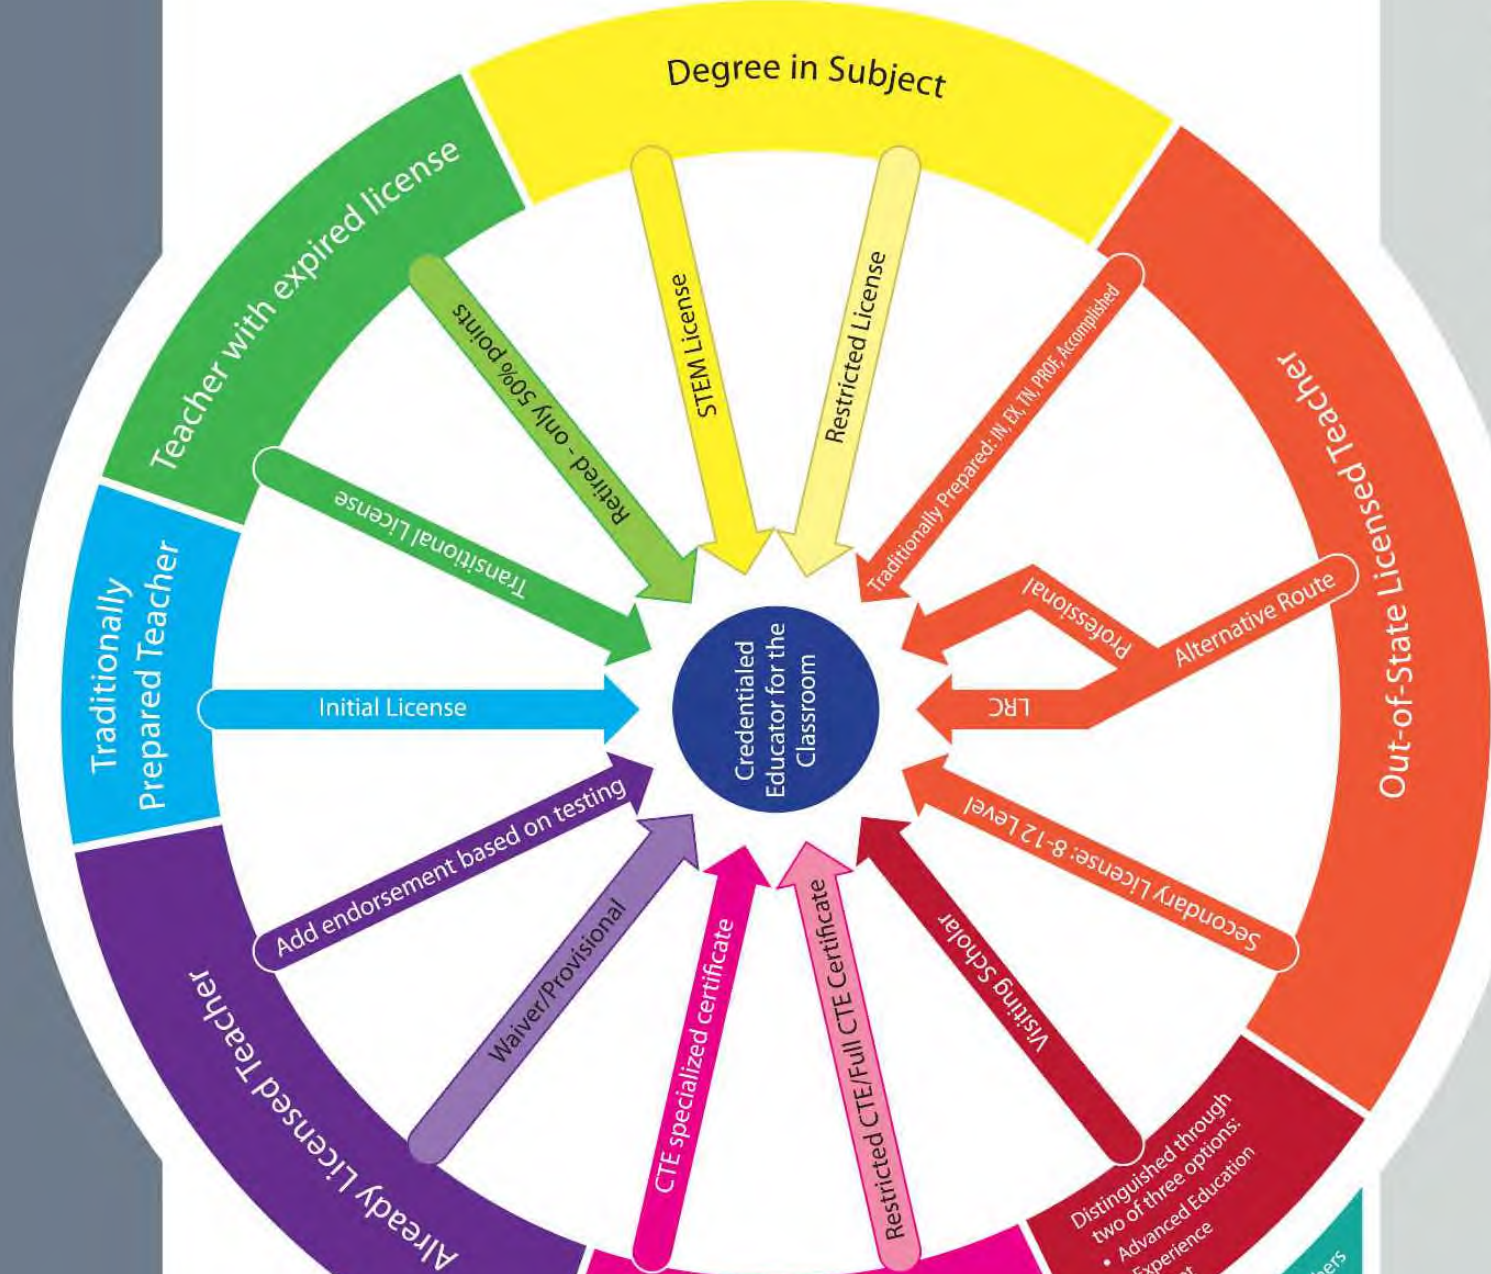 Degree in Subject
STEM License
Restricted License
Out-of-State Licensed Teacher
Traditionally Prepared: IN, EX, TN, PROF, Accomplished
Alternative Route
Professional
LRC
Secondary License: 8-12 Level
Distinguished through
two of three options:
• Advanced Education
Experience
Visiting Scholar
Restricted CTE/Full CTE Certificate
CTE specialized certificate
Already Licensed Teacher
Waiver/Provisional
Add endorsement based on testing
Traditionally
Prepared Teacher
Initial License
Teacher with expired license
Transitional License
Retired - only 50% points
Credentialed
Educator for the
Classroom